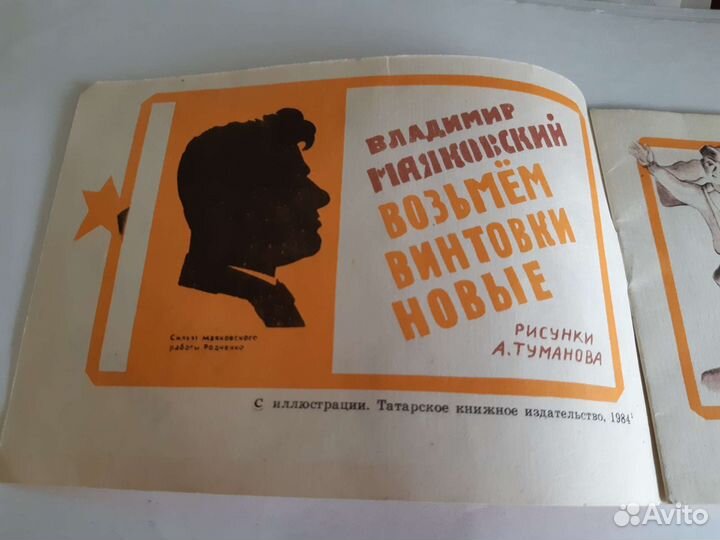 ВЛАДИМИР
МАЯКОВСКИЙ
ВОЗЬМЁМ
ВИНТОВКИ
НОВЫЕ
РИСУНКИ
А. ТУМАНОВА
Силуэт маяковского
работы Родченко
© иллюстрации. Татарское книжное издательство, 1984
Avito